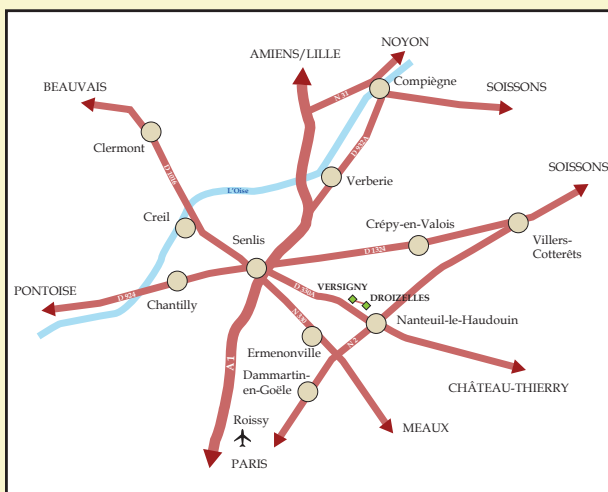 NOYON
AMIENS/LILLE
BEAUVAIS
Compiègne
SOISSONS
N 31
Clermont
D 932A
SOISSONS
D 1016
Verberie
L'Oise
Creil
Crépy-en-Valois
Villers-
Cotterêts
Senlis
D 1324
PONTOISE
D 924
Chantilly
D 330A
VERSIGNY
DROIZELLES
N 330
Nanteuil-le-Haudouin
Ermenonville
N 2
A 1
Dammartin-
en-Goële
CHÂTEAU-THIERRY
Roissy
MEAUX
PARIS